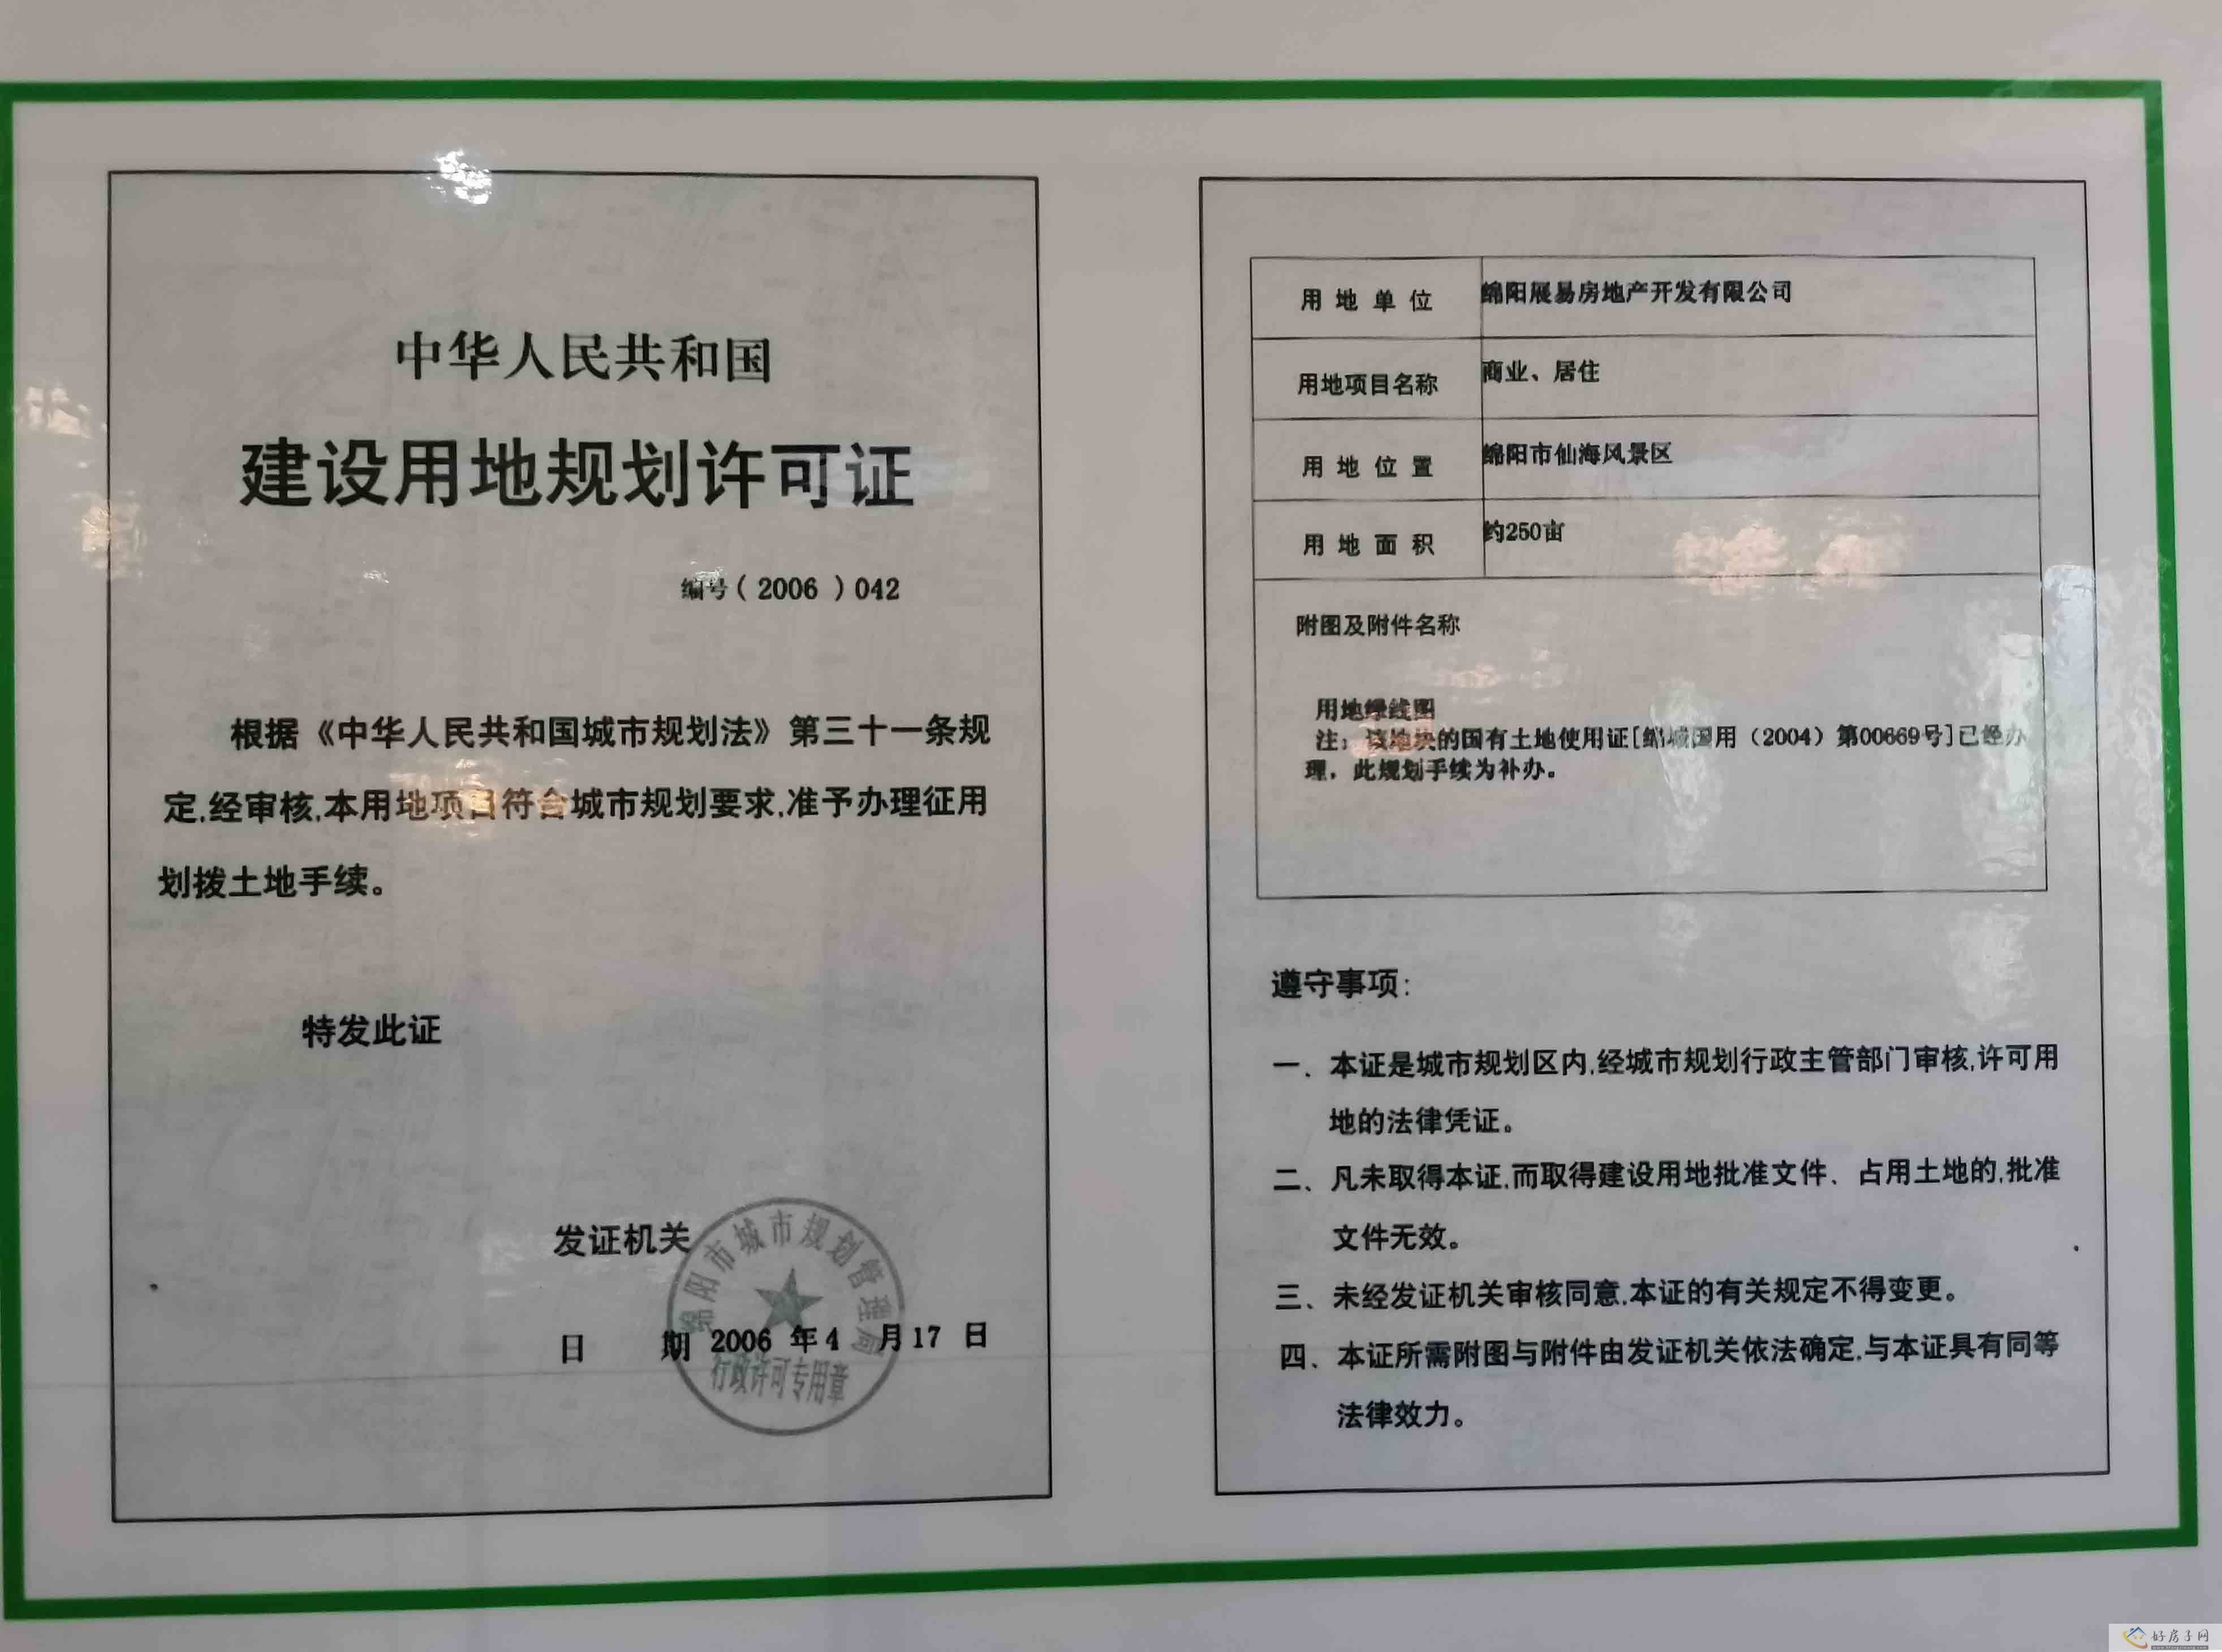 中华人民共和国
建设用地规划许可证
编号(2006)042
根据《中华人民共和国城市规划法》第三十一条规
定,经审核,本用地项目符合城市规划要求,准予办理征用
划拨土地手续。
特发此证
发证机关
日 期 2006 年4 月17 日
绵阳市城市规划管理局
行政许可专用章
用地单位 绵阳展易房地产开发有限公司
用地项目名称 商业、居住
用地位置 绵阳市仙海风景区
用地面积 约250亩
附图及附件名称
用地绿线图
注:该地块的国有土地使用证[绵城国用(2004)第00669号]已经办
理,此规划手续为补办。
遵守事项:
一、本证是城市规划区内,经城市规划行政主管部门审核,许可用
地的法律凭证。
二、凡未取得本证,而取得建设用地批准文件、占用土地的,批准
文件无效。
三、未经发证机关审核同意,本证的有关规定不得变更。
四、本证所需附图与附件由发证机关依法确定,与本证具有同等
法律效力。
好房子网